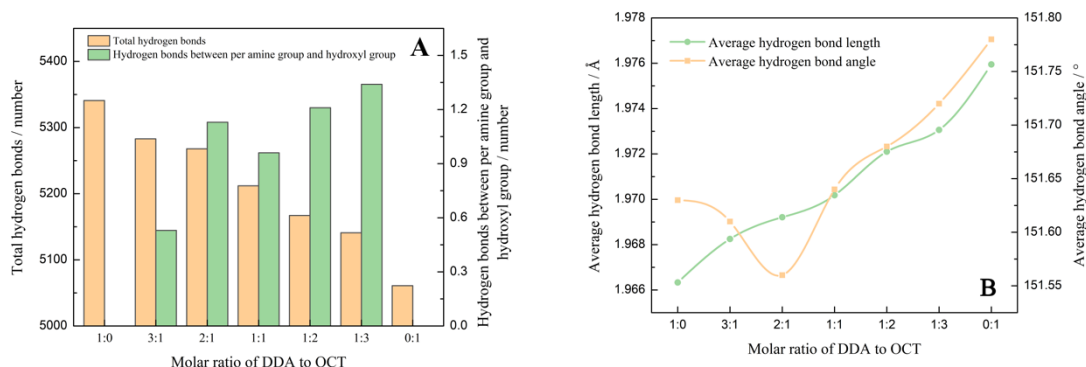 A
Total hydrogen bonds
Hydrogen bonds between per amine group and hydroxyl group
Total hydrogen bonds / number
5400
5300
5200
5100
5000
Hydrogen bonds between per amine group and
hydroxyl group / number
1.5
1.2
0.9
0.6
0.3
0.0
1:0 3:1 2:1 1:1 1:2 1:3 0:1
Molar ratio of DDA to OCT
B
Average hydrogen bond length
Average hydrogen bond angle
Average hydrogen bond length / Å
1.978
1.976
1.974
1.972
1.970
1.968
1.966
Average hydrogen bond angle / °
151.80
151.75
151.70
151.65
151.60
151.55
1:0 3:1 2:1 1:1 1:2 1:3 0:1
Molar ratio of DDA to OCT